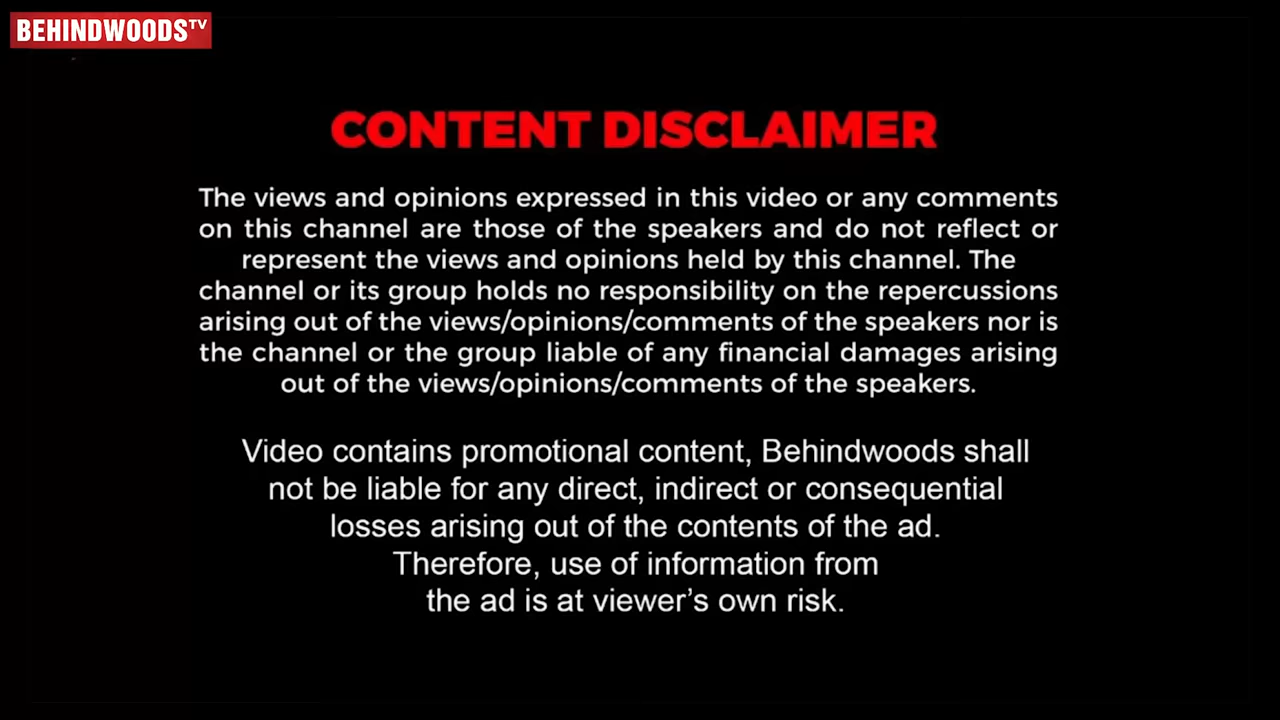 BEHINDWOODS TV
CONTENT DISCLAIMER
The views and opinions expressed in this video or any comments
on this channel are those of the speakers and do not reflect or
represent the views and opinions held by this channel. The
channel or its group holds no responsibility on the repercussions
arising out of the views/opinions/comments of the speakers nor is
the channel or the group liable of any financial damages arising
out of the views/opinions/comments of the speakers.
Video contains promotional content, Behindwoods shall
not be liable for any direct, indirect or consequential
losses arising out of the contents of the ad.
Therefore, use of information from
the ad is at viewer’s own risk.